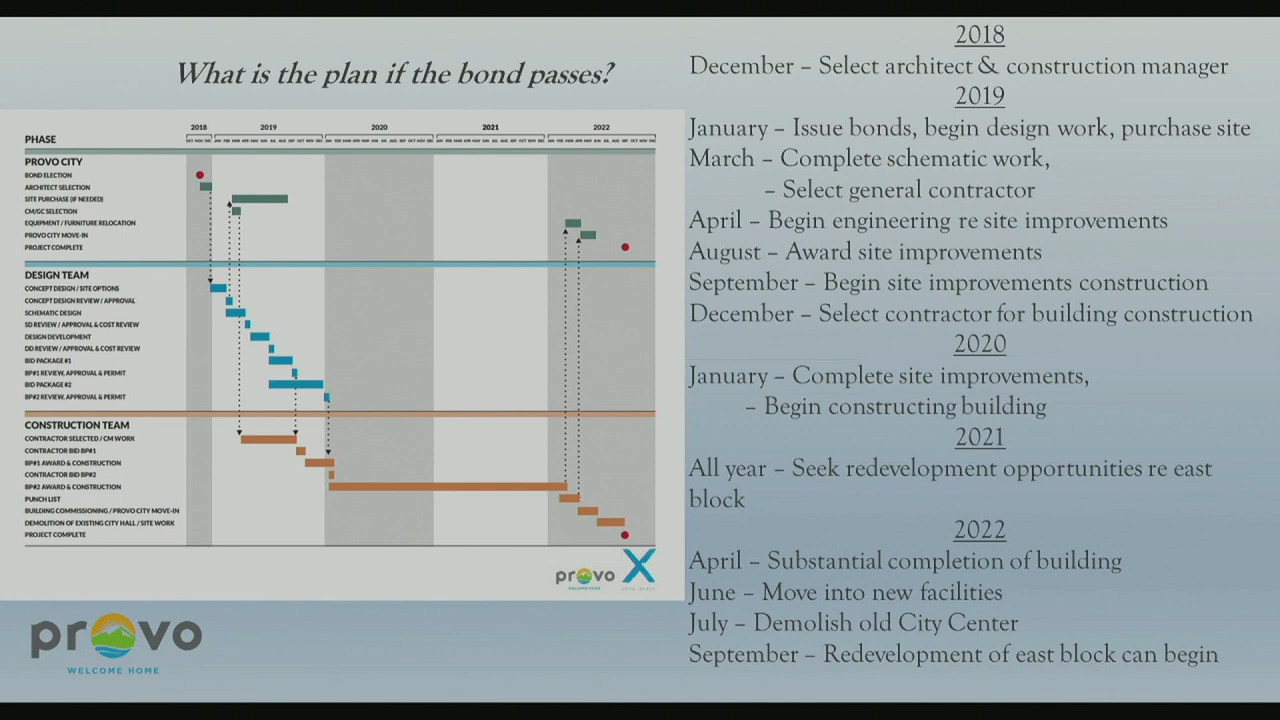 What is the plan if the bond passes?
2018 2019 2020 2021 2022
PHASE
PROVO CITY
BOND ELECTION
ARCHITECT SELECTION
SITE PURCHASE (IF NEEDED)
CM/GC SELECTION
EQUIPMENT / FURNITURE RELOCATION
PROVO CITY MOVE-IN
PROJECT COMPLETE
DESIGN TEAM
CONCEPT DESIGN / SITE OPTIONS
CONCEPT DESIGN REVIEW / APPROVAL
SCHEMATIC DESIGN
SD REVIEW / APPROVAL & COST REVIEW
DESIGN DEVELOPMENT
DD REVIEW / APPROVAL & COST REVIEW
BID PACKAGE #1
BP#1 REVIEW, APPROVAL & PERMIT
BID PACKAGE #2
BP#2 REVIEW, APPROVAL & PERMIT
CONSTRUCTION TEAM
CONTRACTOR SELECTED / CM WORK
CONTRACTOR BID BP#1
BP#1 AWARD & CONSTRUCTION
CONTRACTOR BID BP#2
BP#2 AWARD & CONSTRUCTION
PUNCH LIST
BUILDING COMMISSIONING / PROVO CITY MOVE-IN
DEMOLITION OF EXISTING CITY HALL / SITE WORK
PROJECT COMPLETE
provo X
WELCOME HOME
provo
WELCOME HOME
2018
December – Select architect & construction manager
2019
January – Issue bonds, begin design work, purchase site
March – Complete schematic work,
– Select general contractor
April – Begin engineering re site improvements
August – Award site improvements
September – Begin site improvements construction
December – Select contractor for building construction
2020
January – Complete site improvements,
– Begin constructing building
2021
All year – Seek redevelopment opportunities re east
block
2022
April – Substantial completion of building
June – Move into new facilities
July – Demolish old City Center
September – Redevelopment of east block can begin